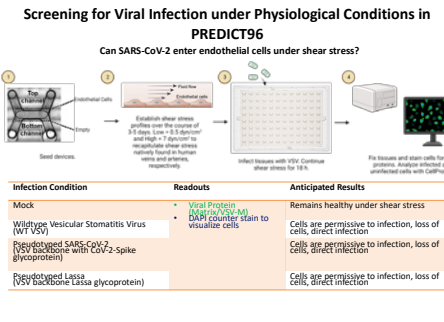 Screening for Viral Infection under Physiological Conditions in
PREDICT96
Can SARS-CoV-2 enter endothelial cells under shear stress?
1
2
3
4
Top
channel
Bottom
channel
Endothelial Cells
Empty
Seed devices.
Fluid flow
Endothelial cells
Establish shear stress
profiles over the course of
3-5 days. Low = 0.5 dyn/cm²
and High = 7 dyn/cm² to
recapitulate shear stress
natively found in human
veins and arteries,
respectively.
Infect tissues with VSV. Continue
shear stress for 18 h.
Fix tissues and stain cells for
proteins. Analyze infected a
uninfected cells with CellPro
Infection Condition
Readouts
Anticipated Results
Mock
• Viral Protein
(Matrix/VSV-M)
• DAPI counter stain to
visualize cells
Remains healthy under shear stress
Wildtype Vesicular Stomatitis Virus
(WT VSV)
Cells are permissive to infection, loss of
cells, direct infection
Pseudotyped SARS-CoV-2
(VSV backbone with CoV-2-Spike
glycoprotein)
Cells are permissive to infection, loss of
cells, direct infection
Pseudotyped Lassa
(VSV backbone Lassa glycoprotein)
Cells are permissive to infection, loss of
cells, direct infection